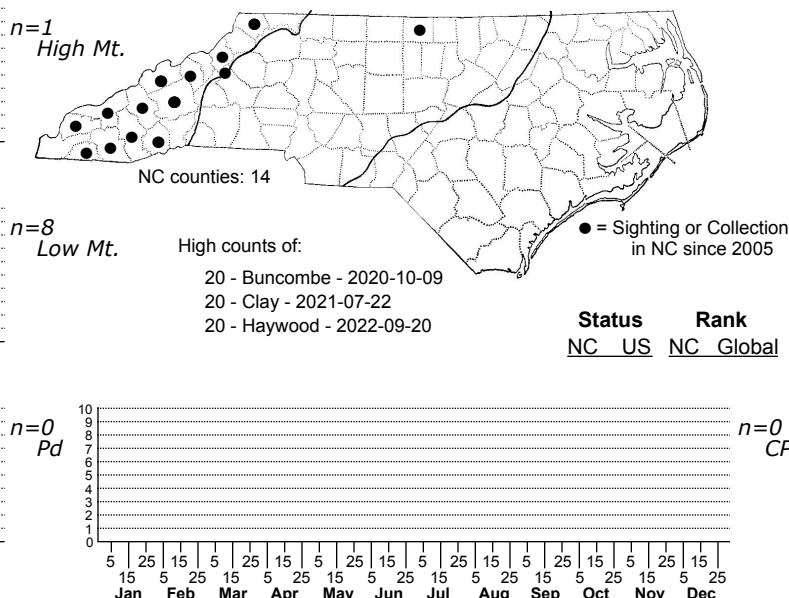 n=1
High Mt.
NC counties: 14
n=8
Low Mt.
High counts of:
20 - Buncombe - 2020-10-09
20 - Clay - 2021-07-22
20 - Haywood - 2022-09-20
● = Sighting or Collection
in NC since 2005
Status Rank
NC US NC Global
n=0
Pd
10
9
8
7
6
5
4
3
2
1
0
n=0
CP
5 25 15 5 25 15 5 25 15 5 25 15 5 25 15 5 25 15
15 5 25 15 5 25 15 5 25 15 5 25 15 5 25 15 5 25
Jan Feb Mar Apr May Jun Jul Aug Sep Oct Nov Dec